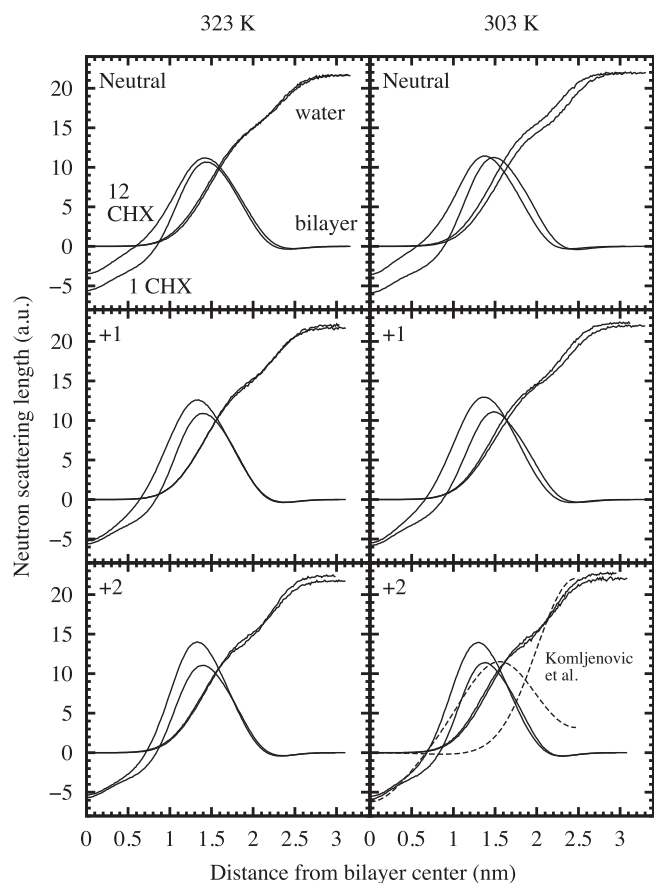 323 K
303 K
Neutral
Neutral
water
12
CHX
bilayer
1 CHX
20
15
10
5
0
−5
+1
+1
20
15
10
5
0
−5
+2
+2
Komljenovic
et al.
20
15
10
5
0
−5
Neutron scattering length (a.u.)
0 0.5 1 1.5 2 2.5 3 0 0.5 1 1.5 2 2.5 3
Distance from bilayer center (nm)